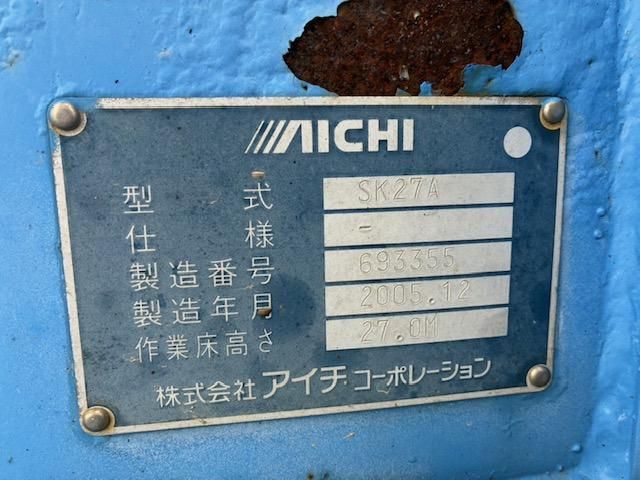 AICHI
型式 SK27A
仕様 -
製造番号 693355
製造年月 2005.12
作業床高さ 27.0M
株式会社 アイチ コーポレーション